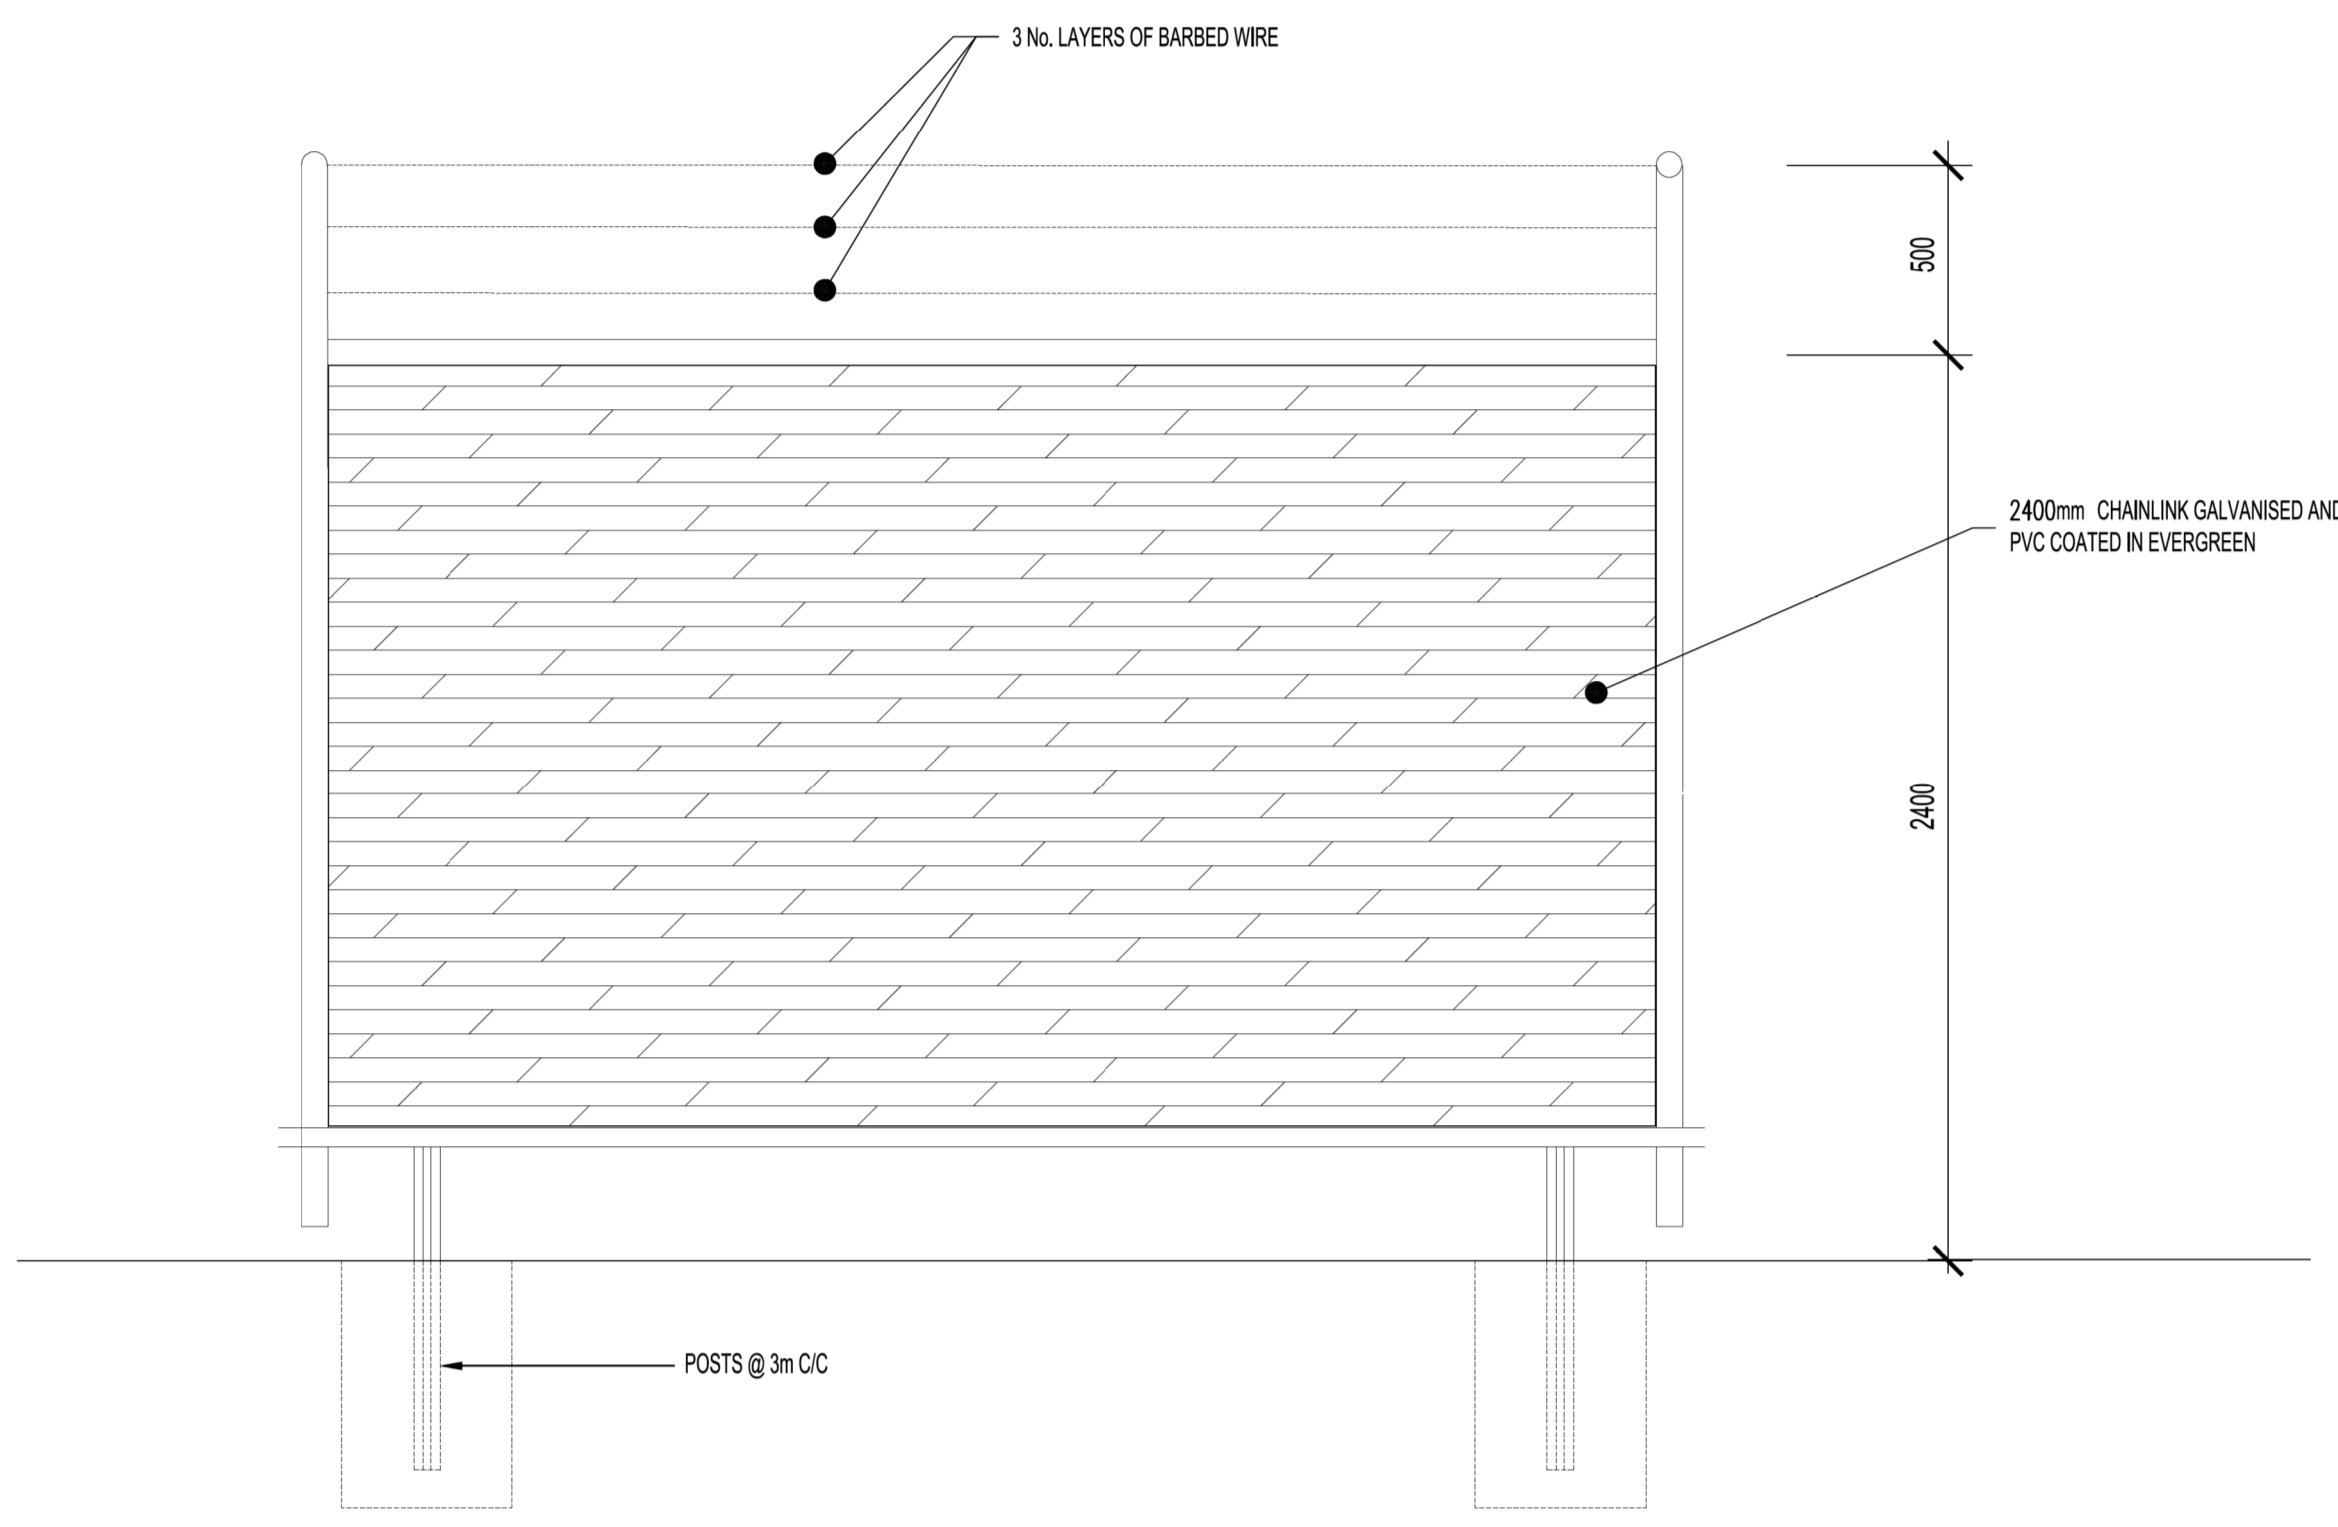 3 No. LAYERS OF BARBED WIRE
500
2400mm CHAINLINK GALVANISED AND
PVC COATED IN EVERGREEN
2400
POSTS @ 3m C/C